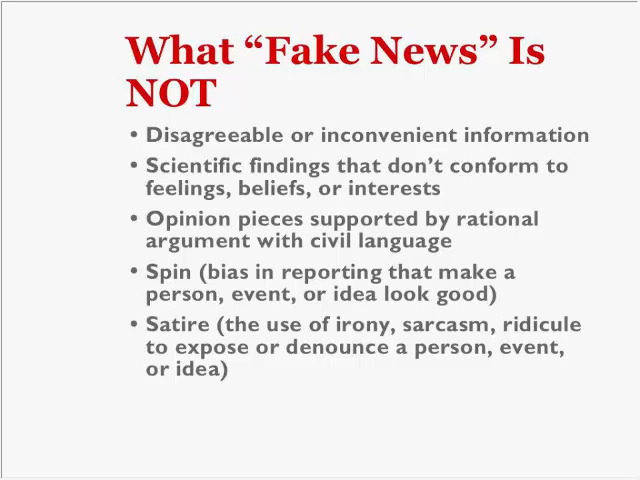 What “Fake News” Is
NOT
• Disagreeable or inconvenient information
• Scientific findings that don’t conform to
feelings, beliefs, or interests
• Opinion pieces supported by rational
argument with civil language
• Spin (bias in reporting that make a
person, event, or idea look good)
• Satire (the use of irony, sarcasm, ridicule
to expose or denounce a person, event,
or idea)